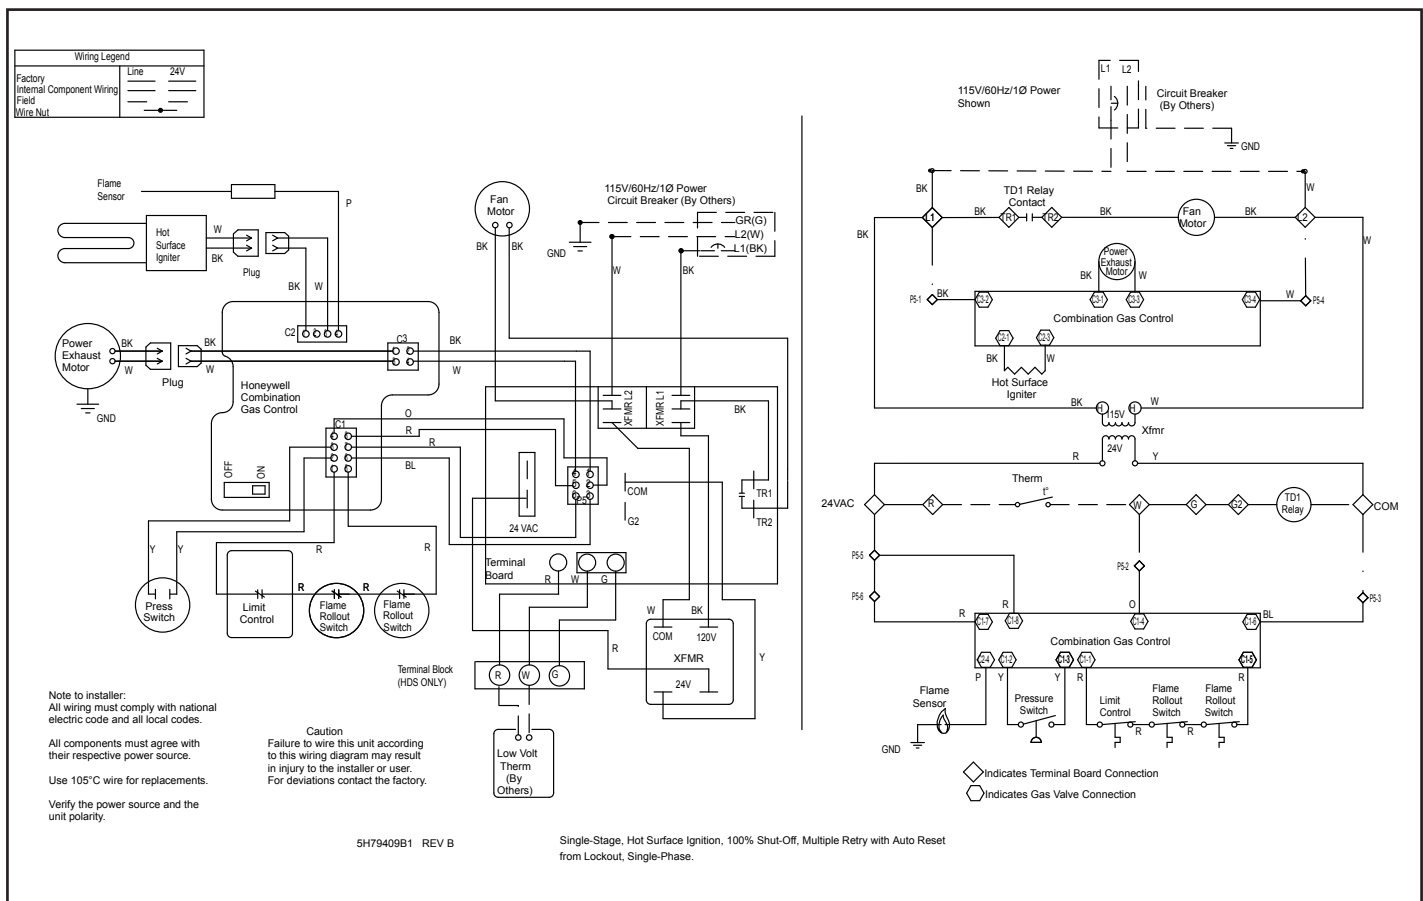 Wiring Legend
Line 24V
Factory
Internal Component Wiring
Field
Wire Nut
Flame
Sensor
P
Hot
Surface
Igniter
W
BK
Plug
BK W
C2
Power
Exhaust
Motor
BK
W
Plug
BK
W
GND
C3
BK
W
Honeywell
Combination
Gas Control
C1
O
R
R
BL
OFF
ON
Y
Y
R
R
Press
Switch
Limit
Control
R
Flame
Rollout
Switch
R
Flame
Rollout
Switch
Fan
Motor
BK
BK
115V/60Hz/1Ø Power
Circuit Breaker (By Others)
GR(G)
L2(W)
L1(BK)
GND
W
BK
XFMR L2
XFMR L1
BK
24 VAC
P5
COM
G2
TR1
TR2
Terminal
Board
R W G
W BK
COM 120V
XFMR
24V
R
Y
Terminal Block
(HDS ONLY)
R
W
G
Low Volt
Therm
(By
Others)
Note to installer:
All wiring must comply with national
electric code and all local codes.
All components must agree with
their respective power source.
Use 105°C wire for replacements.
Verify the power source and the
unit polarity.
Caution
Failure to wire this unit according
to this wiring diagram may result
in injury to the installer or user.
For deviations contact the factory.
5H79409B1 REV B
Single-Stage, Hot Surface Ignition, 100% Shut-Off, Multiple Retry with Auto Reset
from Lockout, Single-Phase.
115V/60Hz/1Ø Power
Shown
L1 L2
Circuit Breaker
(By Others)
GND
BK
W
L1
BK
TD1 Relay
Contact
TR1
TR2
BK
Fan
Motor
BK
L2
BK
W
Power
Exhaust
Motor
BK
W
P5-1
BK
C3-2
C3-1
C3-3
C3-4
W
P5-4
Combination Gas Control
C2-1
C2-3
BK
W
Hot Surface
Igniter
BK
H
H
W
115V
Xfmr
24V
R
Y
24VAC
R
Therm
t°
W
G
G2
TD1
Relay
COM
P5-5
P5-2
P5-6
P5-3
R
R
O
BL
C1-7
C1-8
C1-4
C1-6
Combination Gas Control
C2-4
C1-2
C1-3
C1-1
C1-5
P
Y
Y
R
R
Flame
Sensor
GND
Pressure
Switch
Limit
Control
R
Flame
Rollout
Switch
R
Flame
Rollout
Switch
Indicates Terminal Board Connection
Indicates Gas Valve Connection